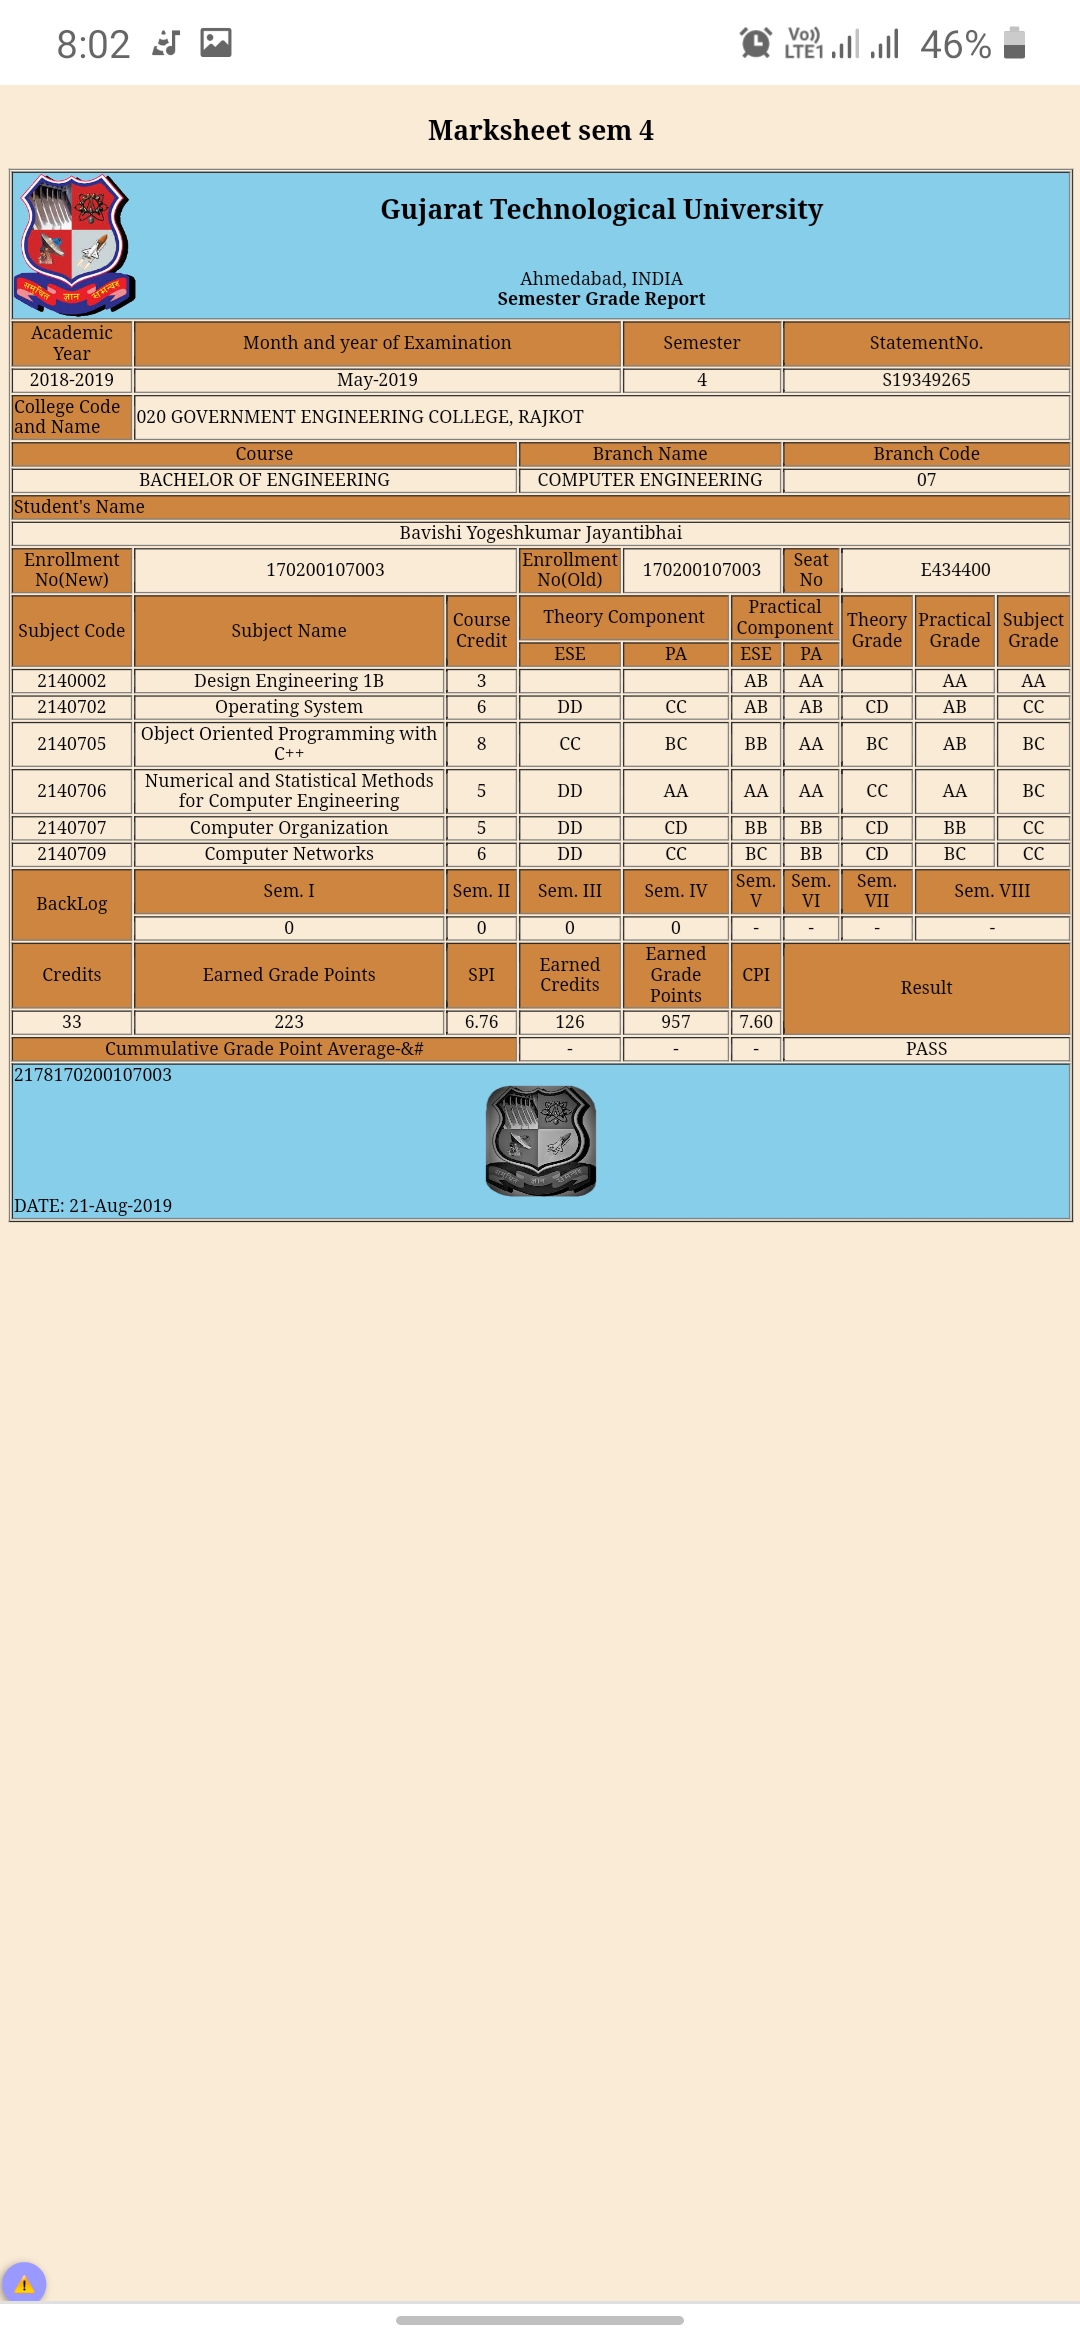 8:02 Vo)) LTE1 46%
Marksheet sem 4
Gujarat Technological University
Ahmedabad, INDIA
Semester Grade Report
समुचित ज्ञान समन्वय
Academic Year Month and year of Examination Semester StatementNo.
2018-2019 May-2019 4 S19349265
College Code and Name 020 GOVERNMENT ENGINEERING COLLEGE, RAJKOT
Course Branch Name Branch Code
BACHELOR OF ENGINEERING COMPUTER ENGINEERING 07
Student's Name
Bavishi Yogeshkumar Jayantibhai
Enrollment No(New) 170200107003 Enrollment No(Old) 170200107003 Seat No E434400
Subject Code Subject Name Course Credit Theory Component Practical Component Theory Grade Practical Grade Subject Grade
ESE PA ESE PA
2140002 Design Engineering 1B 3 AB AA AA AA
2140702 Operating System 6 DD CC AB AB CD AB CC
2140705 Object Oriented Programming with C++ 8 CC BC BB AA BC AB BC
2140706 Numerical and Statistical Methods for Computer Engineering 5 DD AA AA AA CC AA BC
2140707 Computer Organization 5 DD CD BB BB CD BB CC
2140709 Computer Networks 6 DD CC BC BB CD BC CC
BackLog Sem. I Sem. II Sem. III Sem. IV Sem. V Sem. VI Sem. VII Sem. VIII
0 0 0 0 - - - -
Credits Earned Grade Points SPI Earned Credits Earned Grade Points CPI Result
33 223 6.76 126 957 7.60
Cummulative Grade Point Average-&# - - - PASS
2178170200107003
DATE: 21-Aug-2019